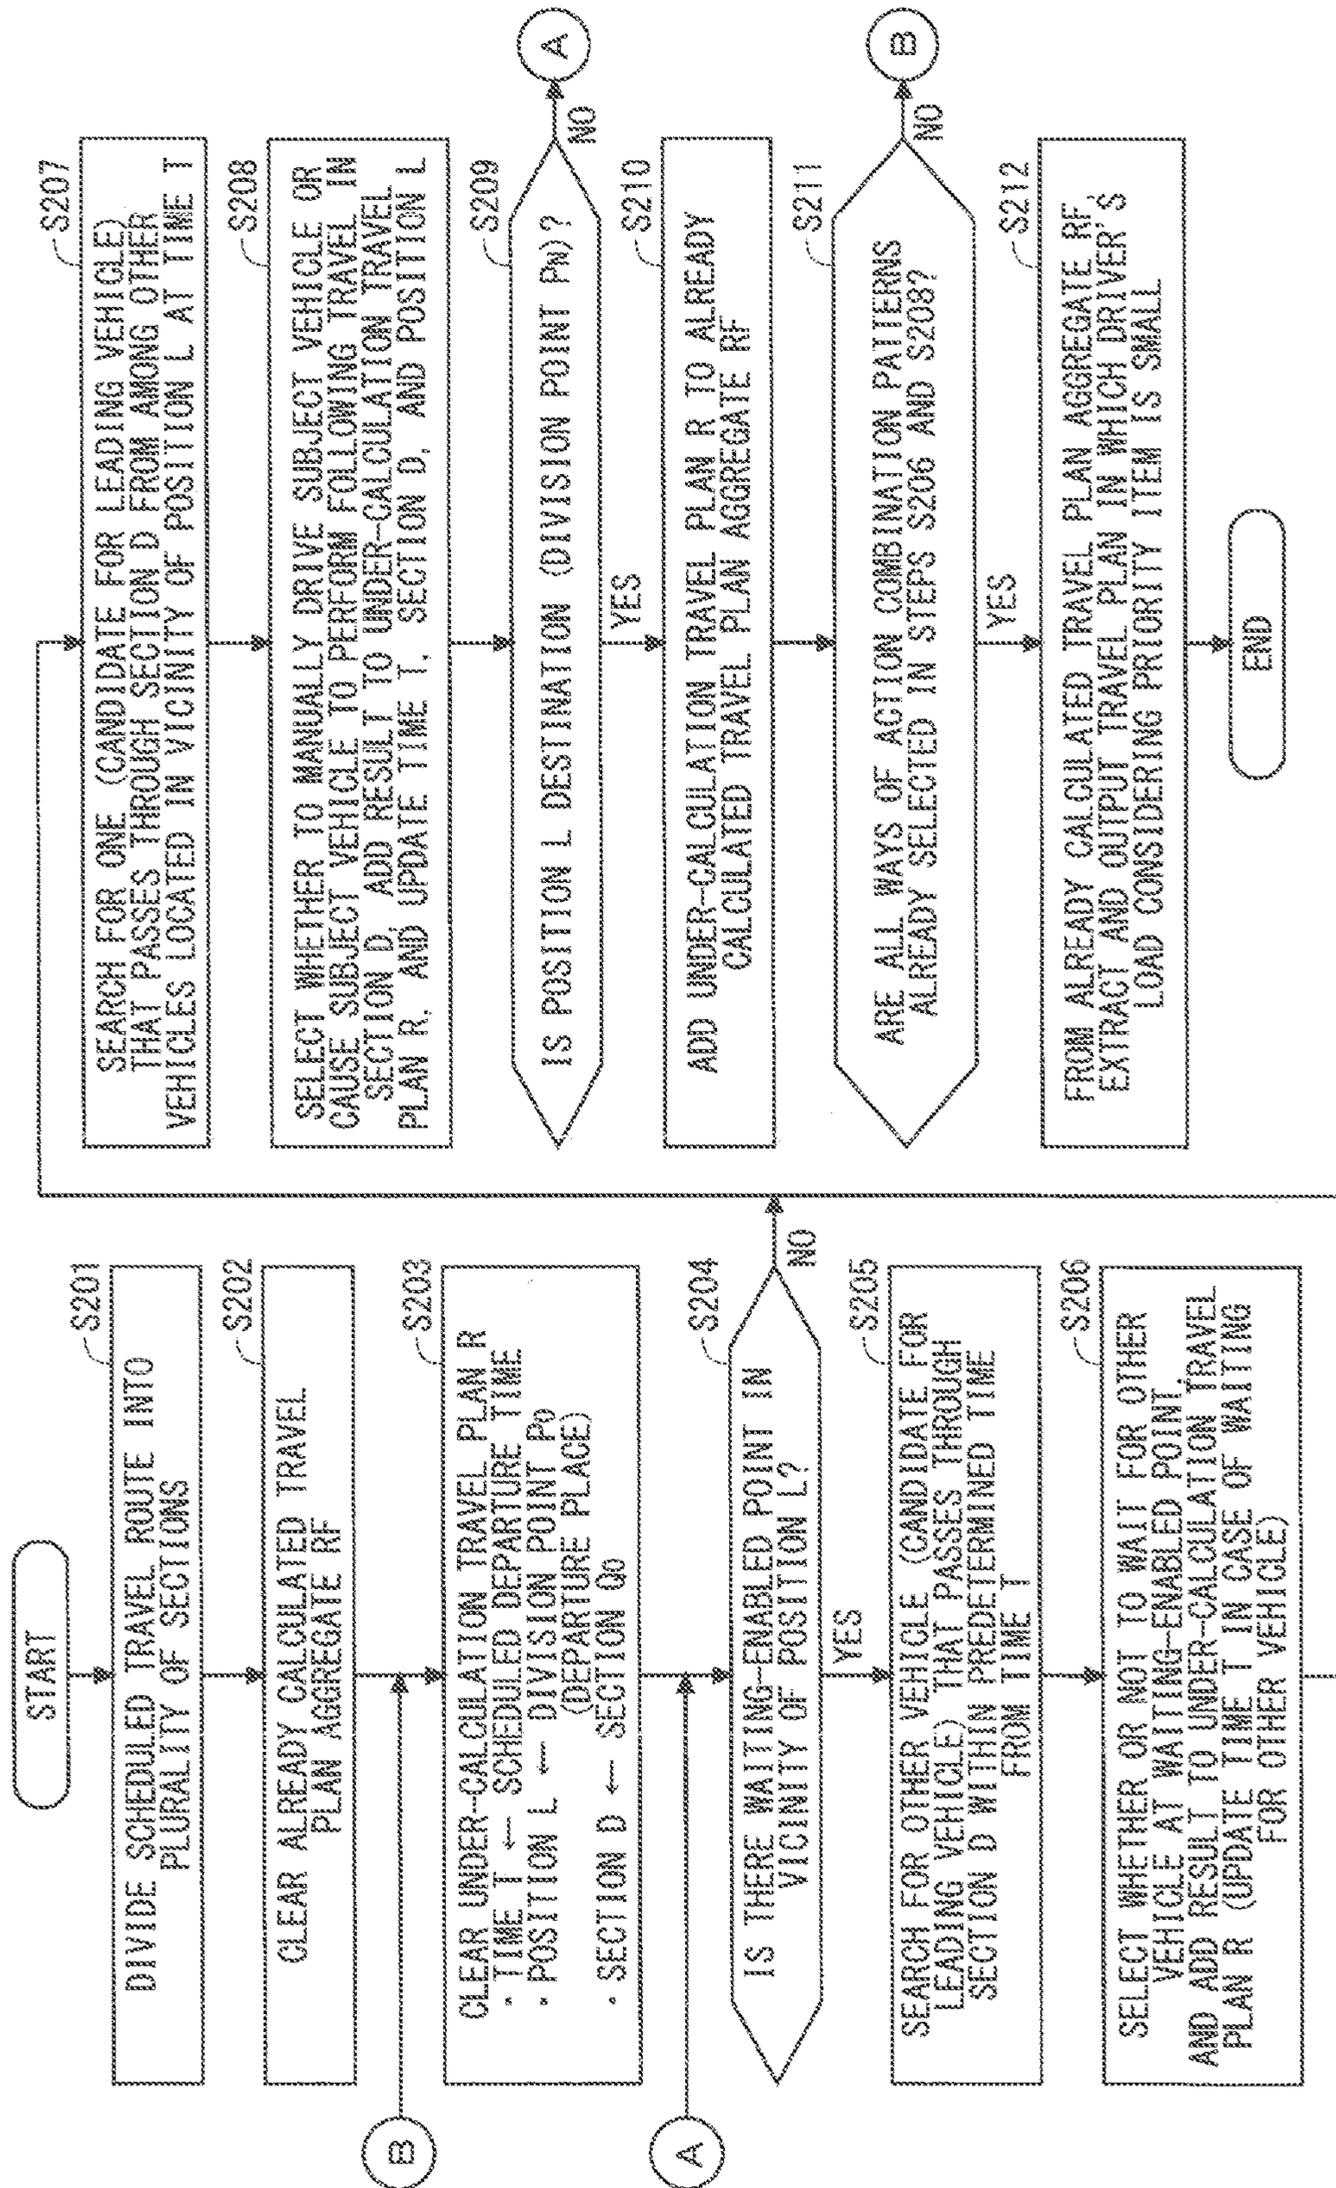 START
S201
DIVIDE SCHEDULED TRAVEL ROUTE INTO
PLURALITY OF SECTIONS
S202
CLEAR ALREADY CALCULATED TRAVEL
PLAN AGGREGATE RF
B
S203
CLEAR UNDER-CALCULATION TRAVEL PLAN R
・TIME T ← SCHEDULED DEPARTURE TIME
・POSITION L ← DIVISION POINT P0
(DEPARTURE PLACE)
・SECTION D ← SECTION Q0
A
S204
IS THERE WAITING-ENABLED POINT IN
VICINITY OF POSITION L?
NO
YES
S205
SEARCH FOR OTHER VEHICLE (CANDIDATE FOR
LEADING VEHICLE) THAT PASSES THROUGH
SECTION D WITHIN PREDETERMINED TIME
FROM TIME T
S206
SELECT WHETHER OR NOT TO WAIT FOR OTHER
VEHICLE AT WAITING-ENABLED POINT,
AND ADD RESULT TO UNDER-CALCULATION TRAVEL
PLAN R (UPDATE TIME T IN CASE OF WAITING
FOR OTHER VEHICLE)
S207
SEARCH FOR ONE (CANDIDATE FOR LEADING VEHICLE)
THAT PASSES THROUGH SECTION D FROM AMONG OTHER
VEHICLES LOCATED IN VICINITY OF POSITION L AT TIME T
S208
SELECT WHETHER TO MANUALLY DRIVE SUBJECT VEHICLE OR
CAUSE SUBJECT VEHICLE TO PERFORM FOLLOWING TRAVEL IN
SECTION D, ADD RESULT TO UNDER-CALCULATION TRAVEL
PLAN R, AND UPDATE TIME T, SECTION D, AND POSITION L
S209
IS POSITION L DESTINATION (DIVISION POINT PN)?
NO
A
YES
S210
ADD UNDER-CALCULATION TRAVEL PLAN R TO ALREADY
CALCULATED TRAVEL PLAN AGGREGATE RF
S211
ARE ALL WAYS OF ACTION COMBINATION PATTERNS
ALREADY SELECTED IN STEPS S206 AND S208?
NO
B
YES
S212
FROM ALREADY CALCULATED TRAVEL PLAN AGGREGATE RF,
EXTRACT AND OUTPUT TRAVEL PLAN IN WHICH DRIVER'S
LOAD CONSIDERING PRIORITY ITEM IS SMALL
END